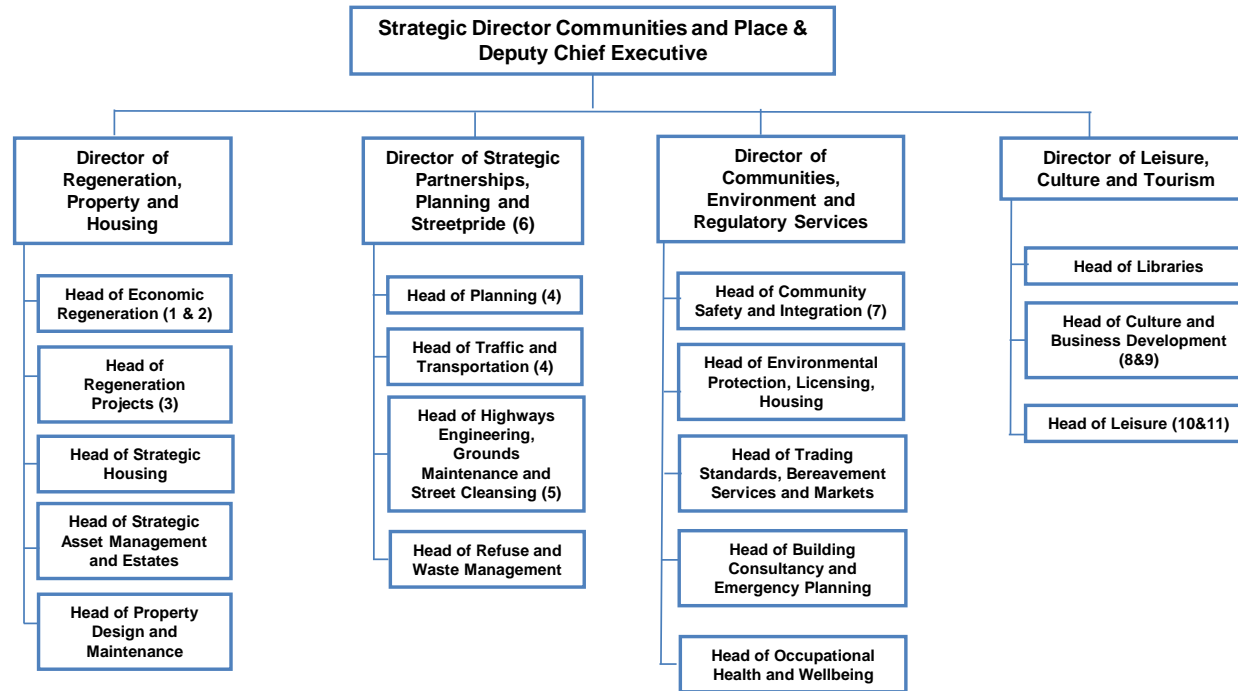 Strategic Director Communities and Place &
Deputy Chief Executive
Director of
Regeneration,
Property and
Housing
Head of Economic
Regeneration (1 & 2)
Head of
Regeneration
Projects (3)
Head of Strategic
Housing
Head of Strategic
Asset Management
and Estates
Head of Property
Design and
Maintenance
Director of Strategic
Partnerships,
Planning and
Streetpride (6)
Head of Planning (4)
Head of Traffic and
Transportation (4)
Head of Highways
Engineering,
Grounds
Maintenance and
Street Cleansing (5)
Head of Refuse and
Waste Management
Director of
Communities,
Environment and
Regulatory Services
Head of Community
Safety and Integration (7)
Head of Environmental
Protection, Licensing,
Housing
Head of Trading
Standards, Bereavement
Services and Markets
Head of Building
Consultancy and
Emergency Planning
Head of Occupational
Health and Wellbeing
Director of Leisure,
Culture and Tourism
Head of Libraries
Head of Culture and
Business Development
(8&9)
Head of Leisure (10&11)